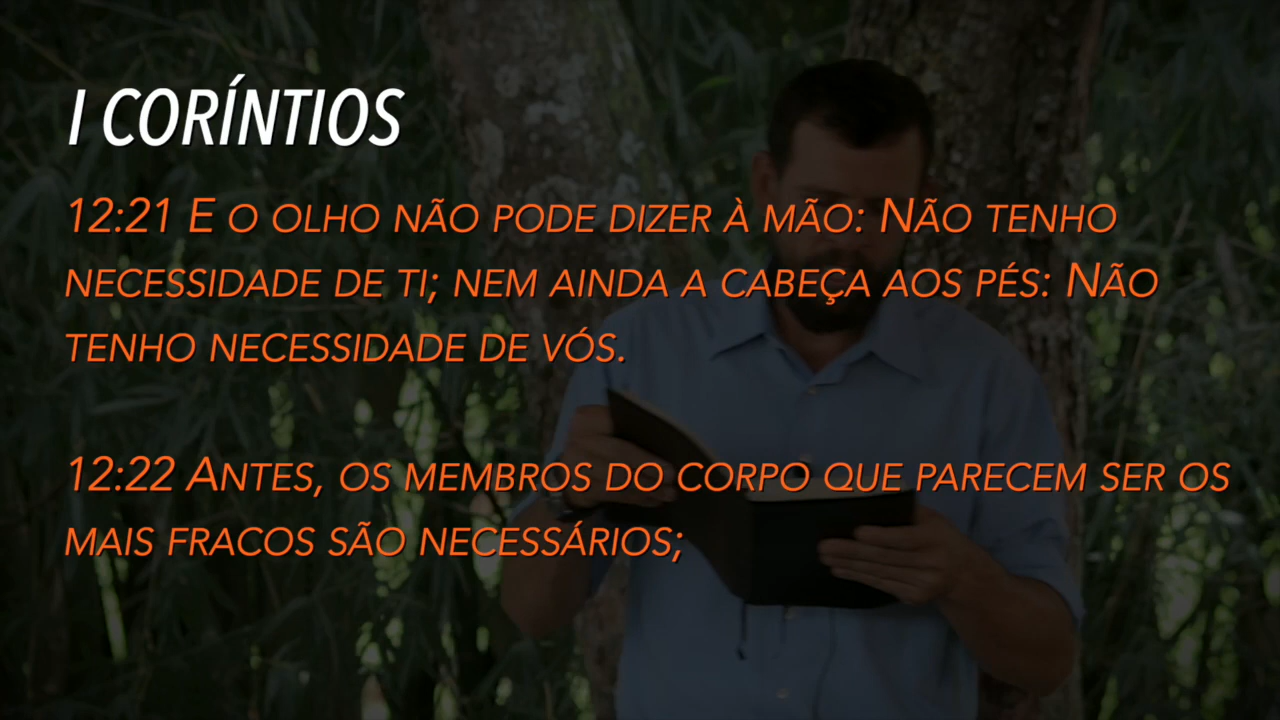 I CORÍNTIOS
12:21 E O OLHO NÃO PODE DIZER À MÃO: NÃO TENHO
NECESSIDADE DE TI; NEM AINDA A CABEÇA AOS PÉS: NÃO
TENHO NECESSIDADE DE VÓS.
12:22 ANTES, OS MEMBROS DO CORPO QUE PARECEM SER OS
MAIS FRACOS SÃO NECESSÁRIOS;